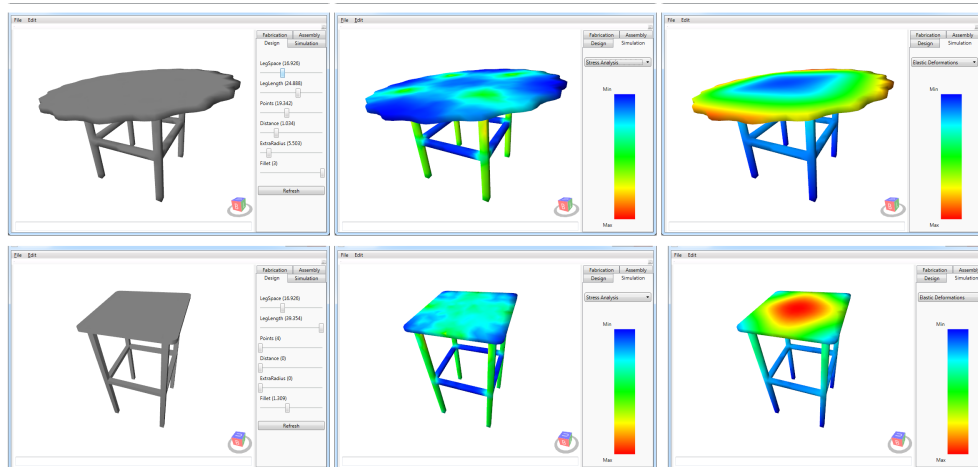 File Edit
Fabrication Assembly
Design Simulation
LegSpace (16.926)
LegLength (24.888)
Points (19.342)
Distance (1.034)
ExtraRadius (5.503)
Fillet (3)
Refresh
File Edit
Fabrication Assembly
Design Simulation
Stress Analysis
Min
Max
File Edit
Fabrication Assembly
Design Simulation
Elastic Deformations
Min
Max
File Edit
Fabrication Assembly
Design Simulation
LegSpace (16.926)
LegLength (39.354)
Points (4)
Distance (0)
ExtraRadius (0)
Fillet (1.309)
Refresh
File Edit
Fabrication Assembly
Design Simulation
Stress Analysis
Min
Max
File Edit
Fabrication Assembly
Design Simulation
Elastic Deformations
Min
Max